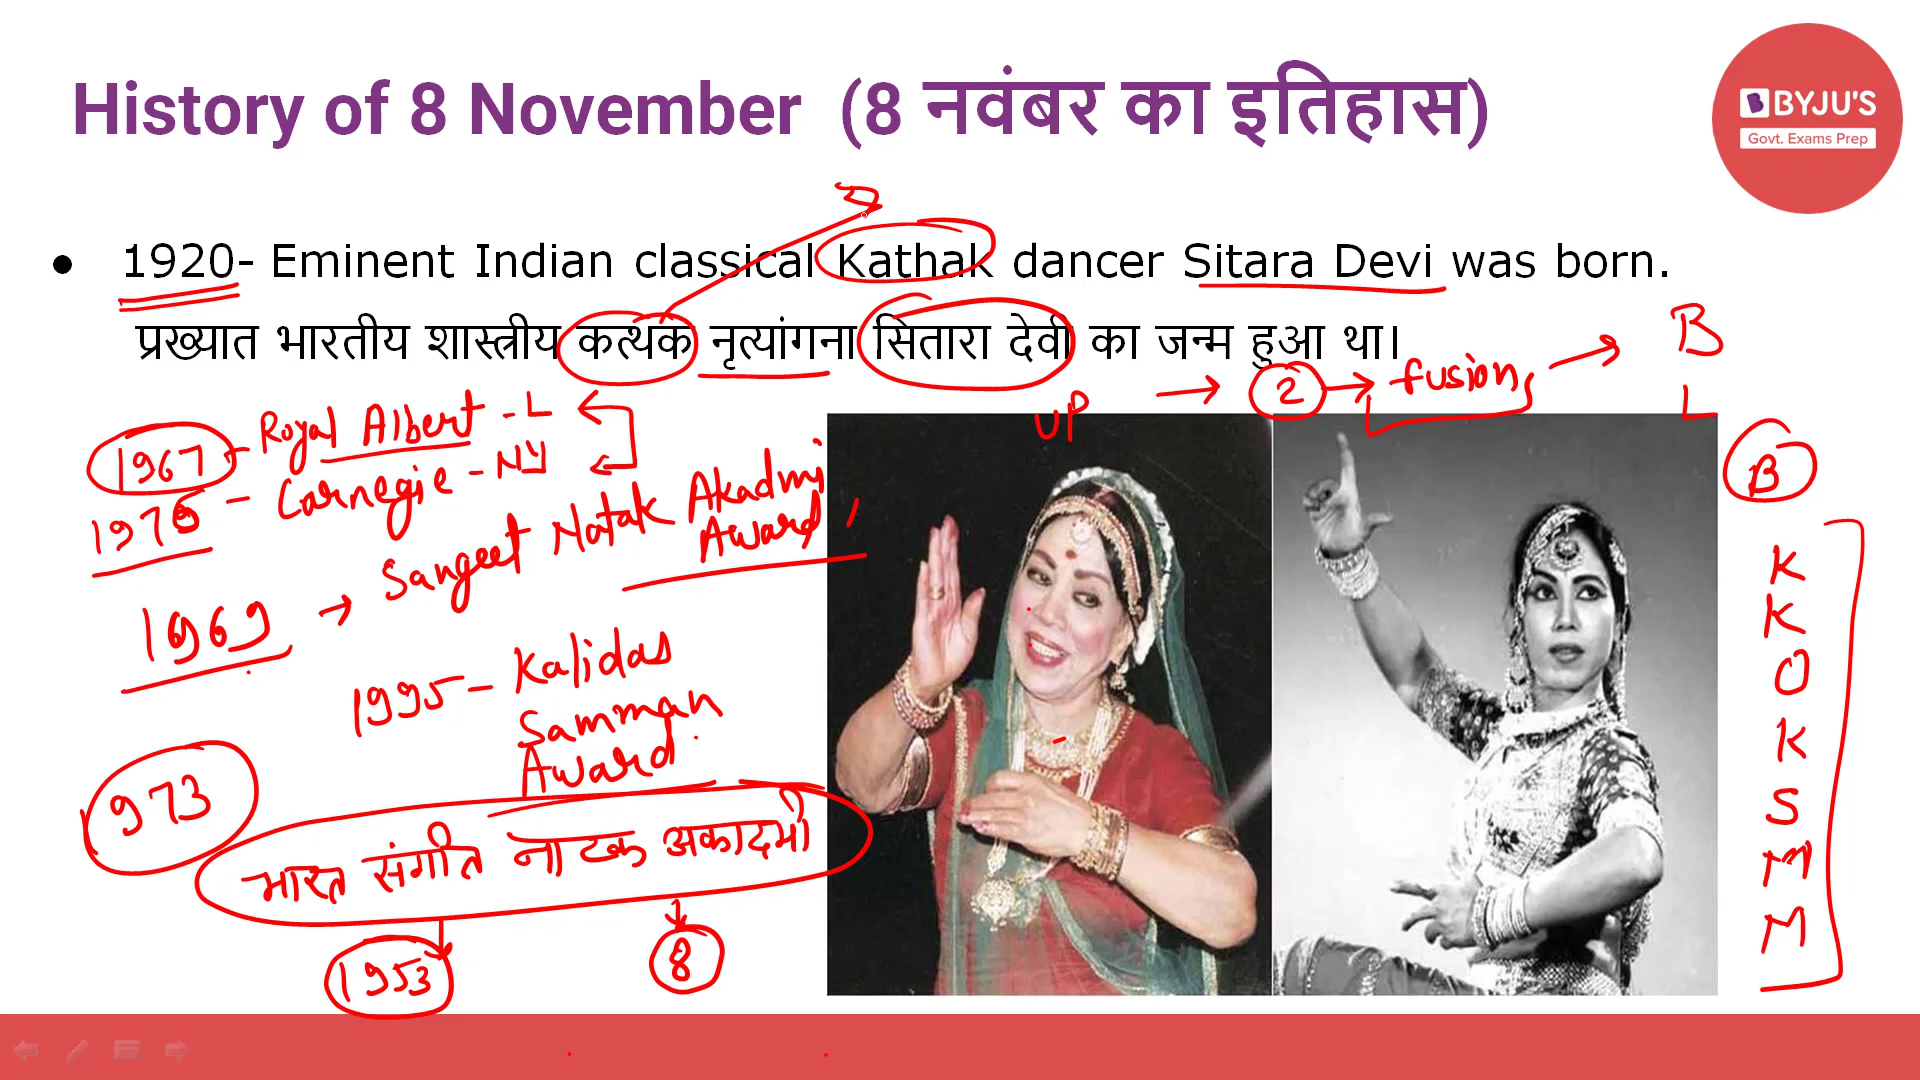 History of 8 November (8 नवंबर का इतिहास)
BYJU'S
Govt. Exams Prep
● 1920- Eminent Indian classical Kathak dancer Sitara Devi was born.
प्रख्यात भारतीय शास्त्रीय कत्थक नृत्यांगना सितारा देवी का जन्म हुआ था।
UP → 2 → fusion → B
L
B
1967 - Royal Albert - L
1976 - Carnegie - NY
1969 → Sangeet Natak Akadmi
Award
1995 - Kalidas
Samman
Award
973
भारत संगीत नाटक अकादमी
1953
8
K
K
O
K
S
M
M